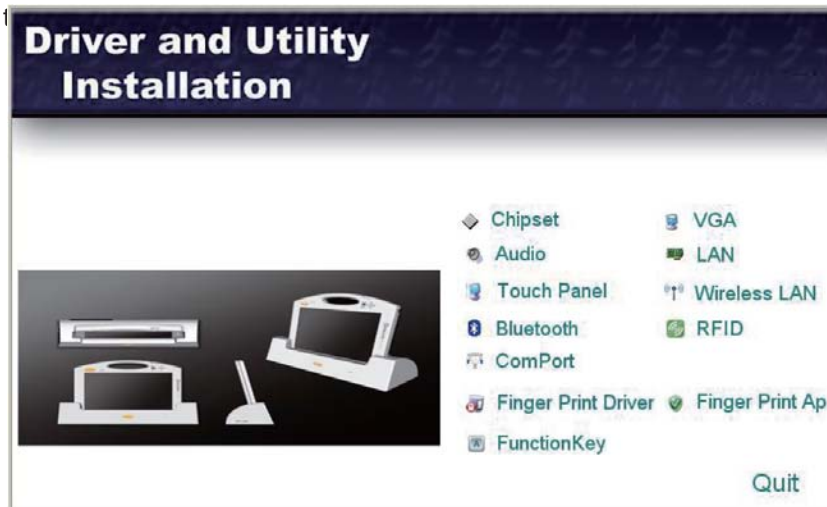 Driver and Utility
Installation
Chipset VGA
Audio LAN
Touch Panel Wireless LAN
Bluetooth RFID
ComPort
Finger Print Driver Finger Print Ap
FunctionKey
Quit